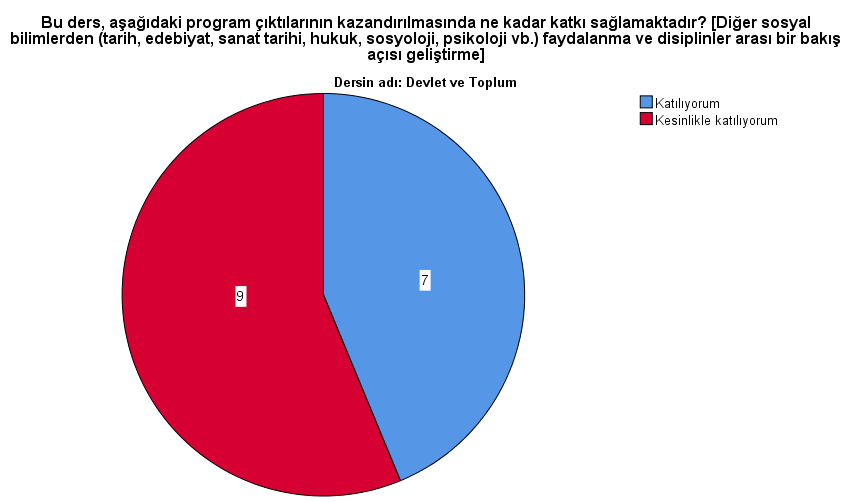 Bu ders, aşağıdaki program çıktılarının kazandırılmasında ne kadar katkı sağlamaktadır? [Diğer sosyal
bilimlerden (tarih, edebiyat, sanat tarihi, hukuk, sosyoloji, psikoloji vb.) faydalanma ve disiplinler arası bir bakış
açısı geliştirme]
Dersin adı: Devlet ve Toplum
Katılıyorum
Kesinlikle katılıyorum
7
9